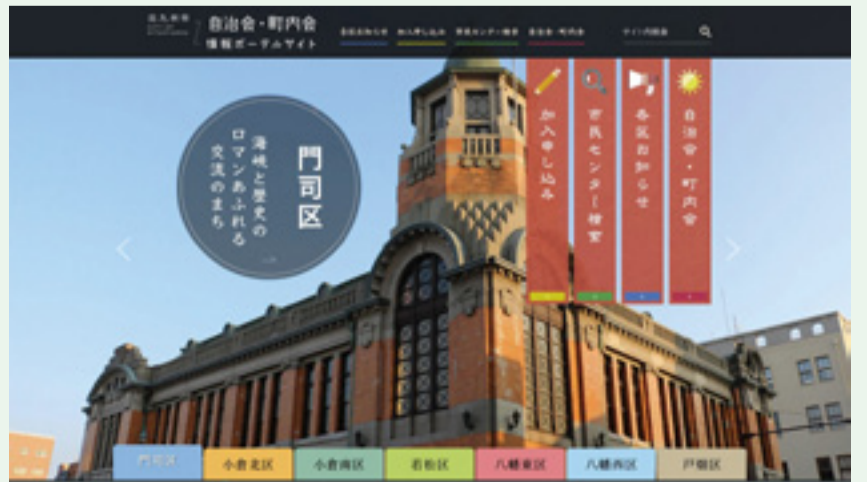 北九州市
自治会・町内会
情報ポータルサイト
各区お知らせ
加入申し込み
市民センター検索
自治会・町内会
サイト内検索
自治会・町内会
各区お知らせ
市民センター検索
加入申し込み
門司区
海峡と歴史の
ロマンあふれる
交流のまち
門司区
小倉北区
小倉南区
若松区
八幡東区
八幡西区
戸畑区